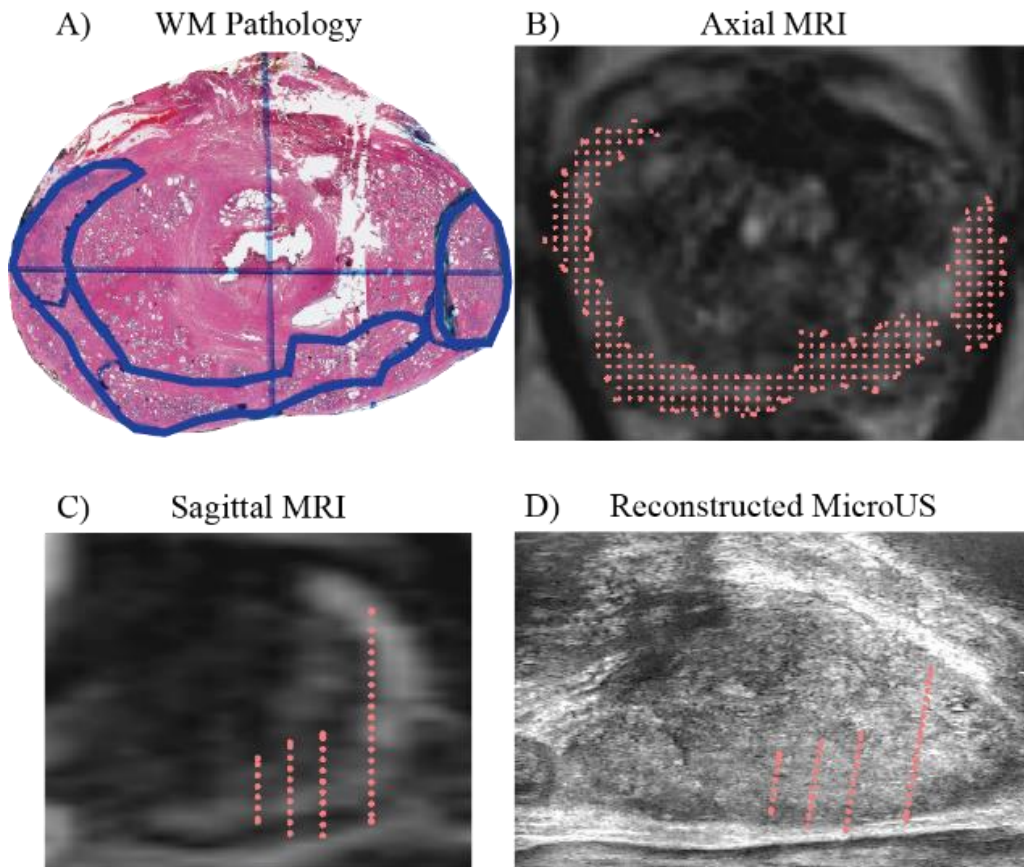 A) WM Pathology
B) Axial MRI
C) Sagittal MRI
D) Reconstructed MicroUS